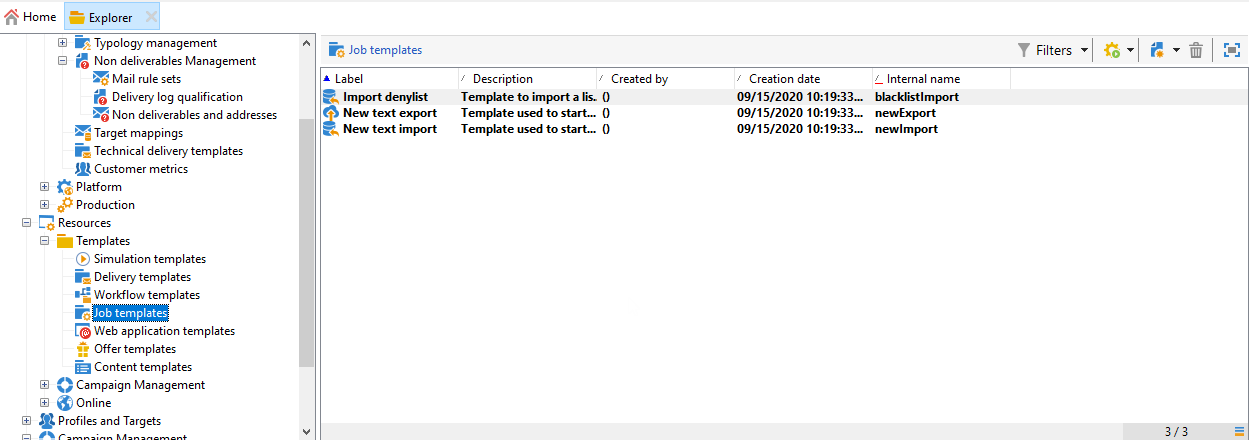 Home
Explorer
Typology management
Non deliverables Management
Mail rule sets
Delivery log qualification
Non deliverables and addresses
Target mappings
Technical delivery templates
Customer metrics
Platform
Production
Resources
Templates
Simulation templates
Delivery templates
Workflow templates
Job templates
Web application templates
Offer templates
Content templates
Campaign Management
Online
Profiles and Targets
Campaign Management
Job templates
Filters
Label Description Created by Creation date Internal name
Import denylist Template to import a lis... () 09/15/2020 10:19:33... blacklistImport
New text export Template used to start... () 09/15/2020 10:19:33... newExport
New text import Template used to start... () 09/15/2020 10:19:33... newImport
3 / 3